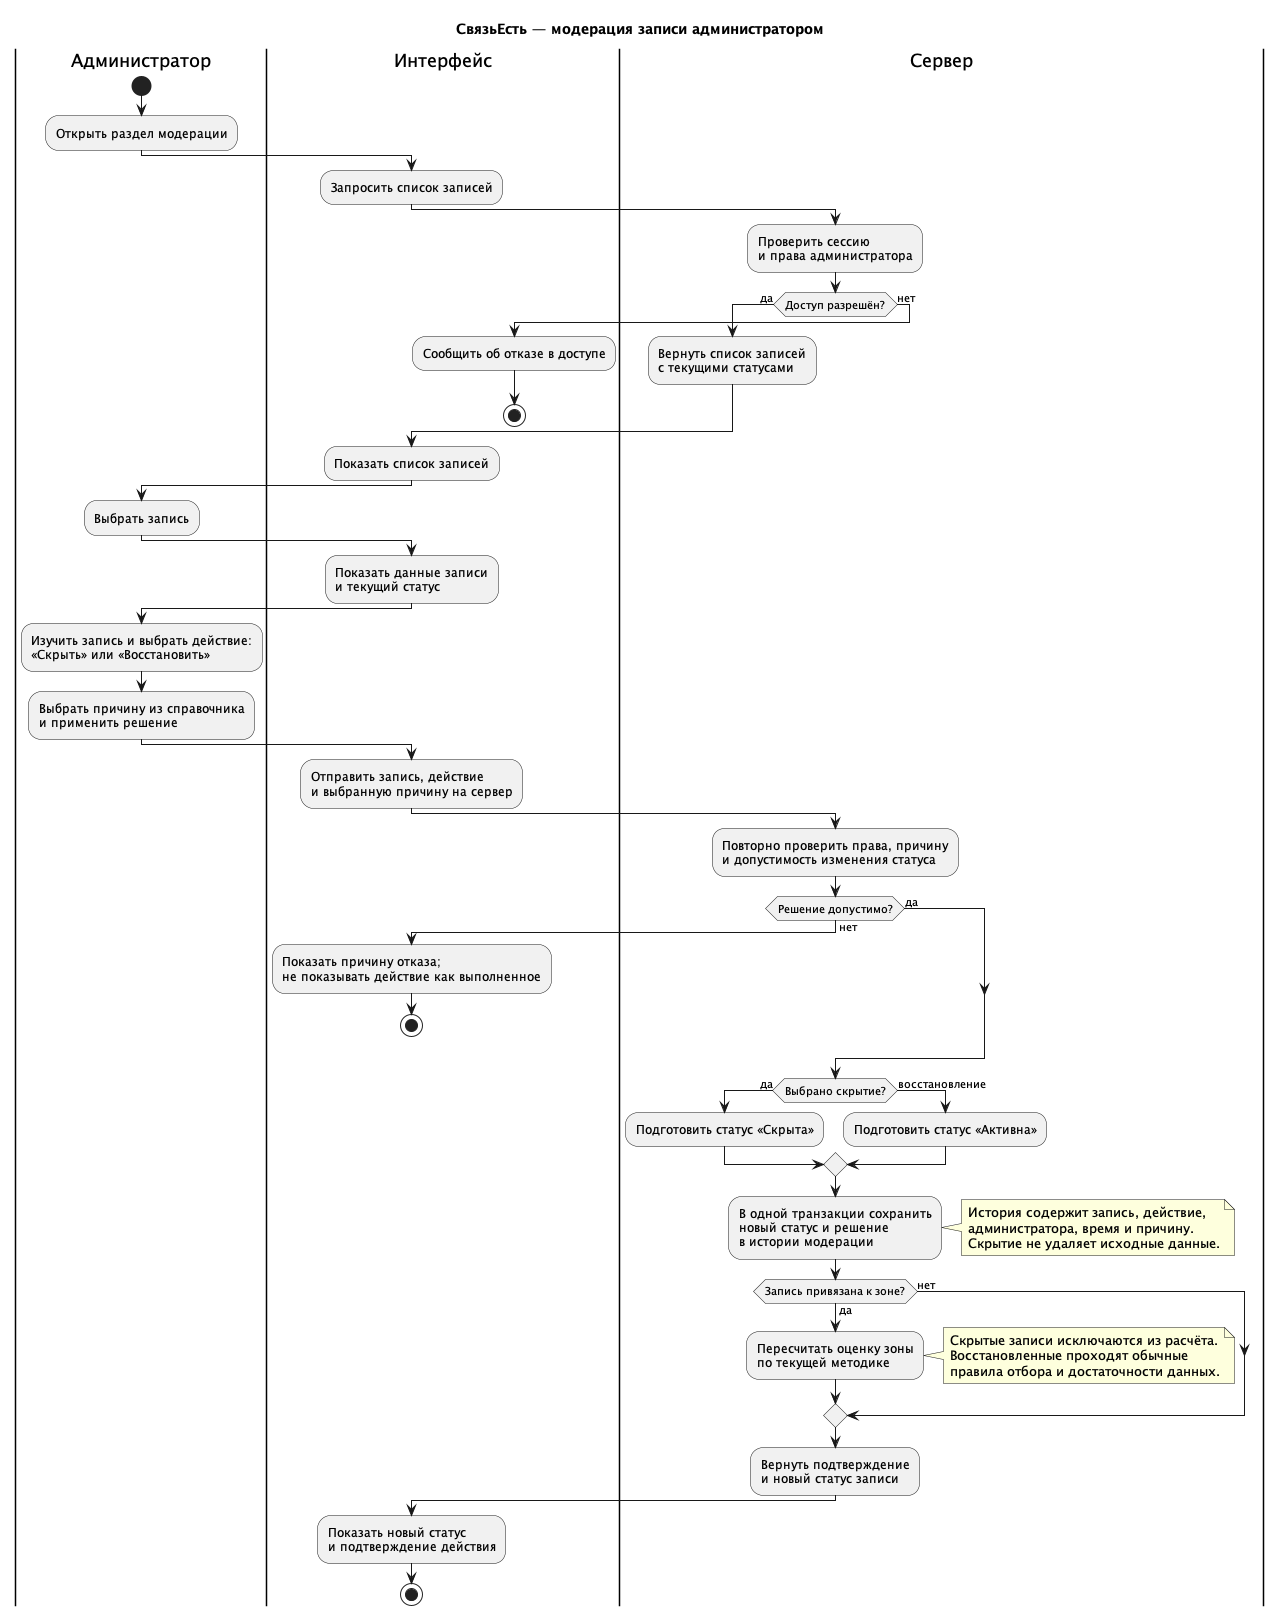 СвязьЕсть — модерация записи администратором
Администратор
Интерфейс
Сервер
Открыть раздел модерации
Запросить список записей
Проверить сессию
и права администратора
да
Доступ разрешён?
нет
Сообщить об отказе в доступе
Вернуть список записей
с текущими статусами
Показать список записей
Выбрать запись
Показать данные записи
и текущий статус
Изучить запись и выбрать действие:
«Скрыть» или «Восстановить»
Выбрать причину из справочника
и применить решение
Отправить запись, действие
и выбранную причину на сервер
Повторно проверить права, причину
и допустимость изменения статуса
Решение допустимо?
да
нет
Показать причину отказа;
не показывать действие как выполненное
да
Выбрано скрытие?
восстановление
Подготовить статус «Скрыта»
Подготовить статус «Активна»
В одной транзакции сохранить
новый статус и решение
в истории модерации
История содержит запись, действие,
администратора, время и причину.
Скрытие не удаляет исходные данные.
Запись привязана к зоне?
нет
да
Пересчитать оценку зоны
по текущей методике
Скрытые записи исключаются из расчёта.
Восстановленные проходят обычные
правила отбора и достаточности данных.
Вернуть подтверждение
и новый статус записи
Показать новый статус
и подтверждение действия